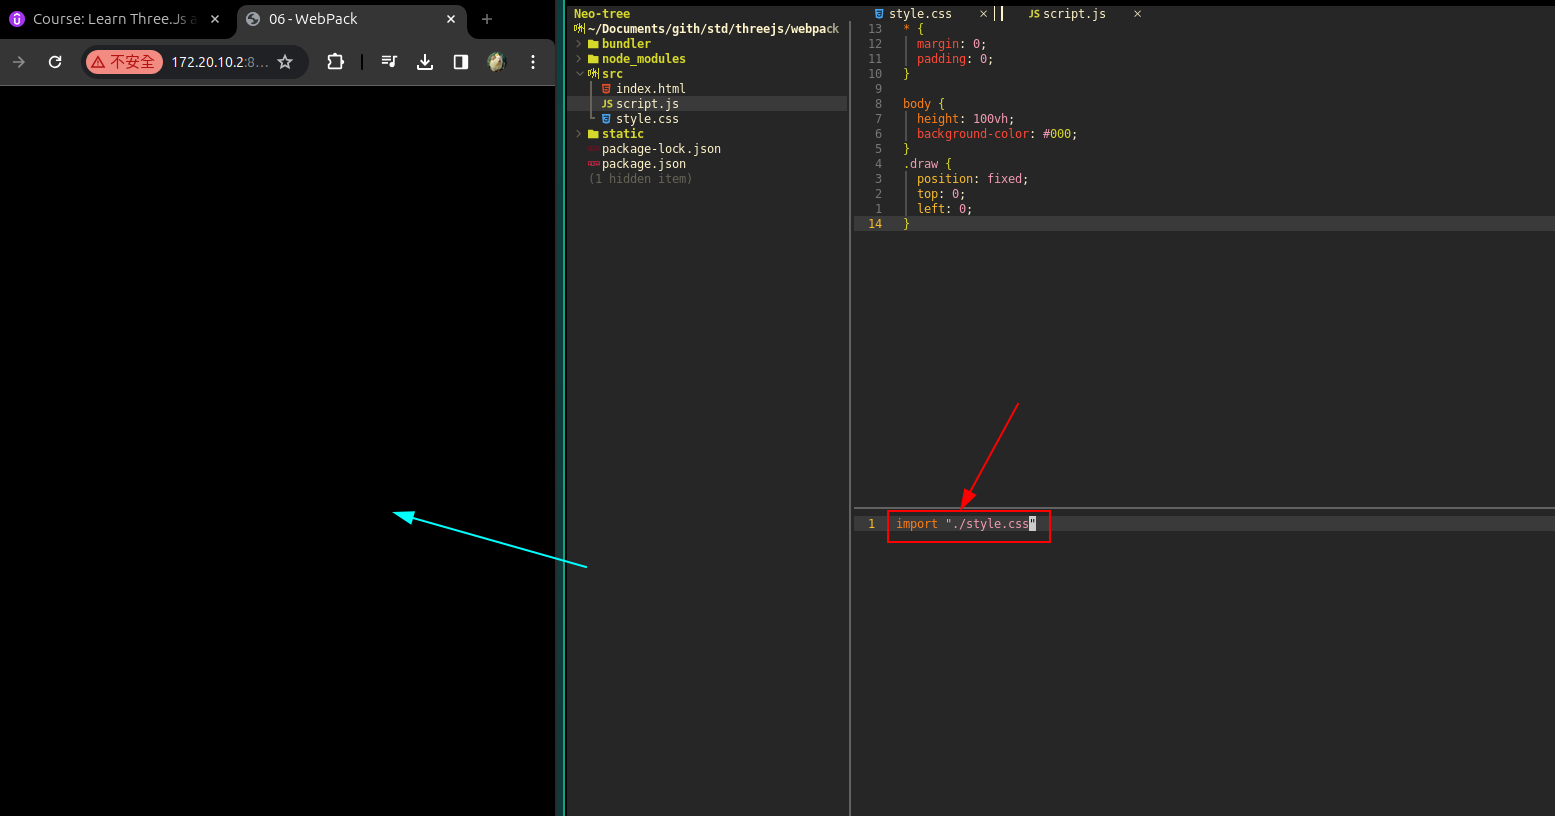 Course: Learn Three.Js a
06 - WebPack
不安全
172.20.10.2:8…
Neo-tree
~/Documents/gith/std/threejs/webpack
bundler
node_modules
src
index.html
JS script.js
style.css
static
package-lock.json
package.json
(1 hidden item)
style.css
JS script.js
13 * {
12 margin: 0;
11 padding: 0;
10 }
9
8 body {
7 height: 100vh;
6 background-color: #000;
5 }
4 .draw {
3 position: fixed;
2 top: 0;
1 left: 0;
14 }
1 import "./style.css"